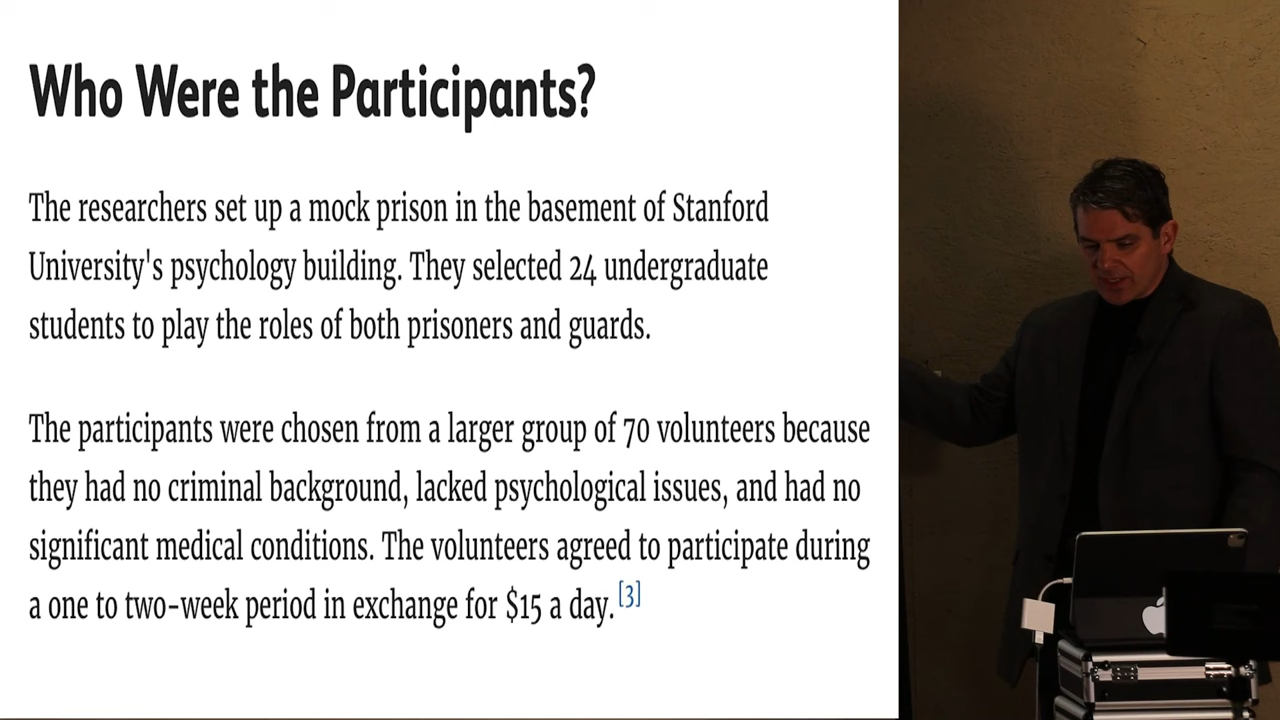 Who Were the Participants?
The researchers set up a mock prison in the basement of Stanford
University's psychology building. They selected 24 undergraduate
students to play the roles of both prisoners and guards.
The participants were chosen from a larger group of 70 volunteers because
they had no criminal background, lacked psychological issues, and had no
significant medical conditions. The volunteers agreed to participate during
a one to two-week period in exchange for $15 a day. [3]